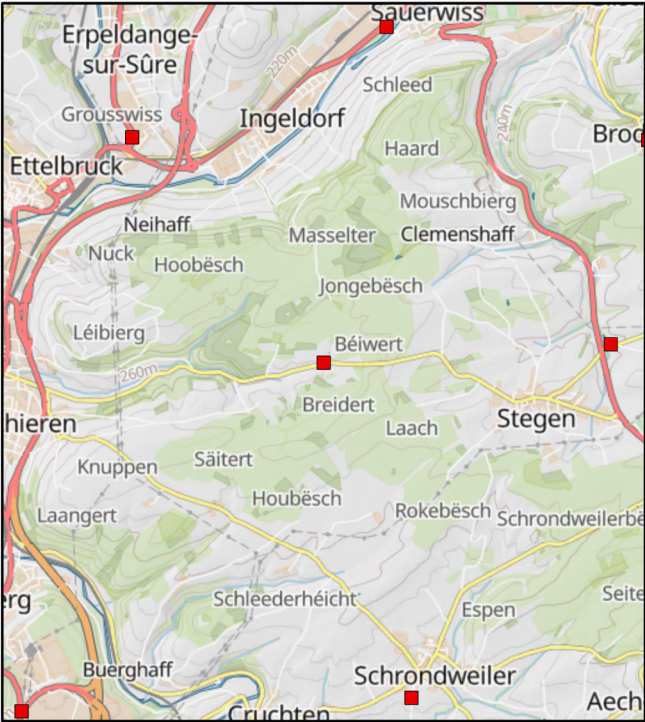 Sauerwiss
Erpeldange-
sur-Sûre
220m
Schleed
Grousswiss
Ingeldorf
240m
Broc
Haard
Ettelbruck
Mouschbierg
Neihaff
Masselter
Clemenshaff
Nuck
Hoobësch
Jongebësch
Léibierg
Béiwert
260m
Breidert
Stegen
hieren
Laach
Säitert
Knuppen
Houbësch
Rokebësch
Schrondweilerbe
Laangert
Schleederhéicht
Seite
erg
Espen
Buerghaff
Schrondweiler
Aech
Cruchten